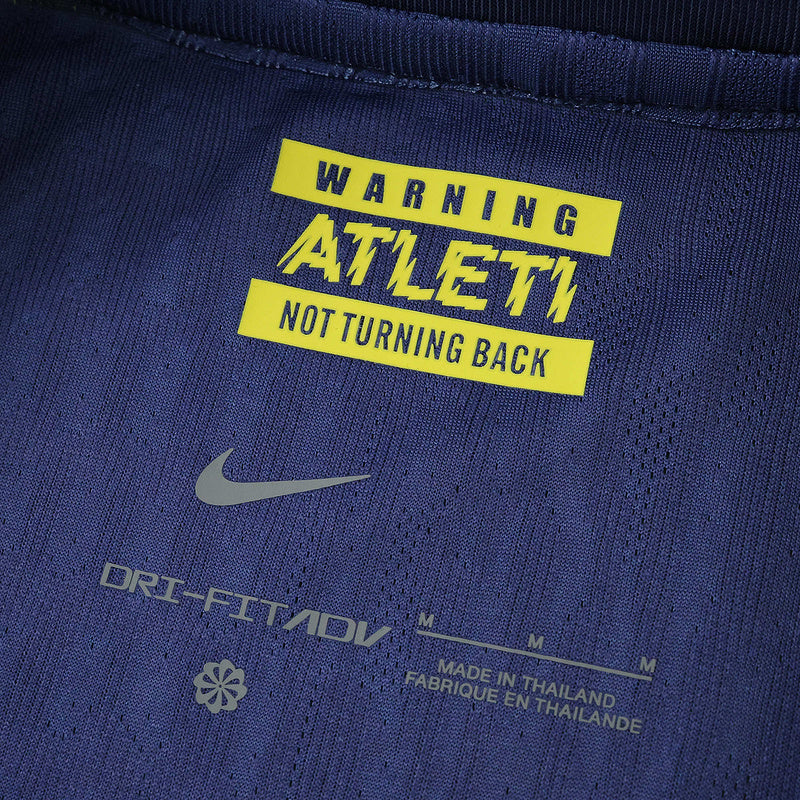 WARNING
ATLETI
NOT TURNING BACK
DRI-FIT ADV
M M M
MADE IN THAILAND
FABRIQUE EN THAILANDE